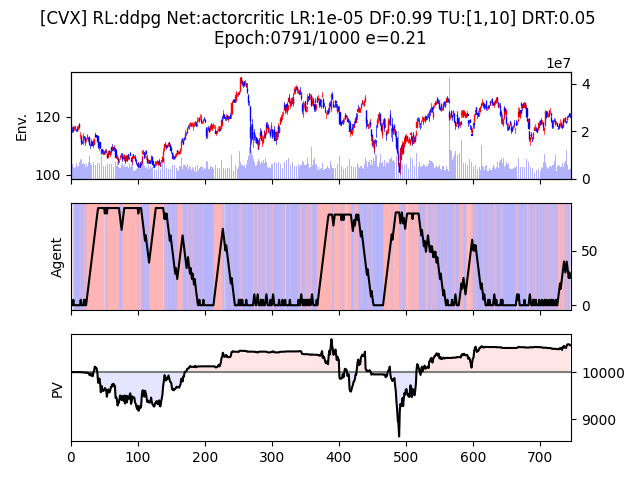 [CVX] RL:ddpg Net:actorcritic LR:1e-05 DF:0.99 TU:[1,10] DRT:0.05
Epoch:0791/1000 e=0.21
1e7
Env.
120
100
4
2
0
Agent
50
0
PV
10000
9000
0 100 200 300 400 500 600 700